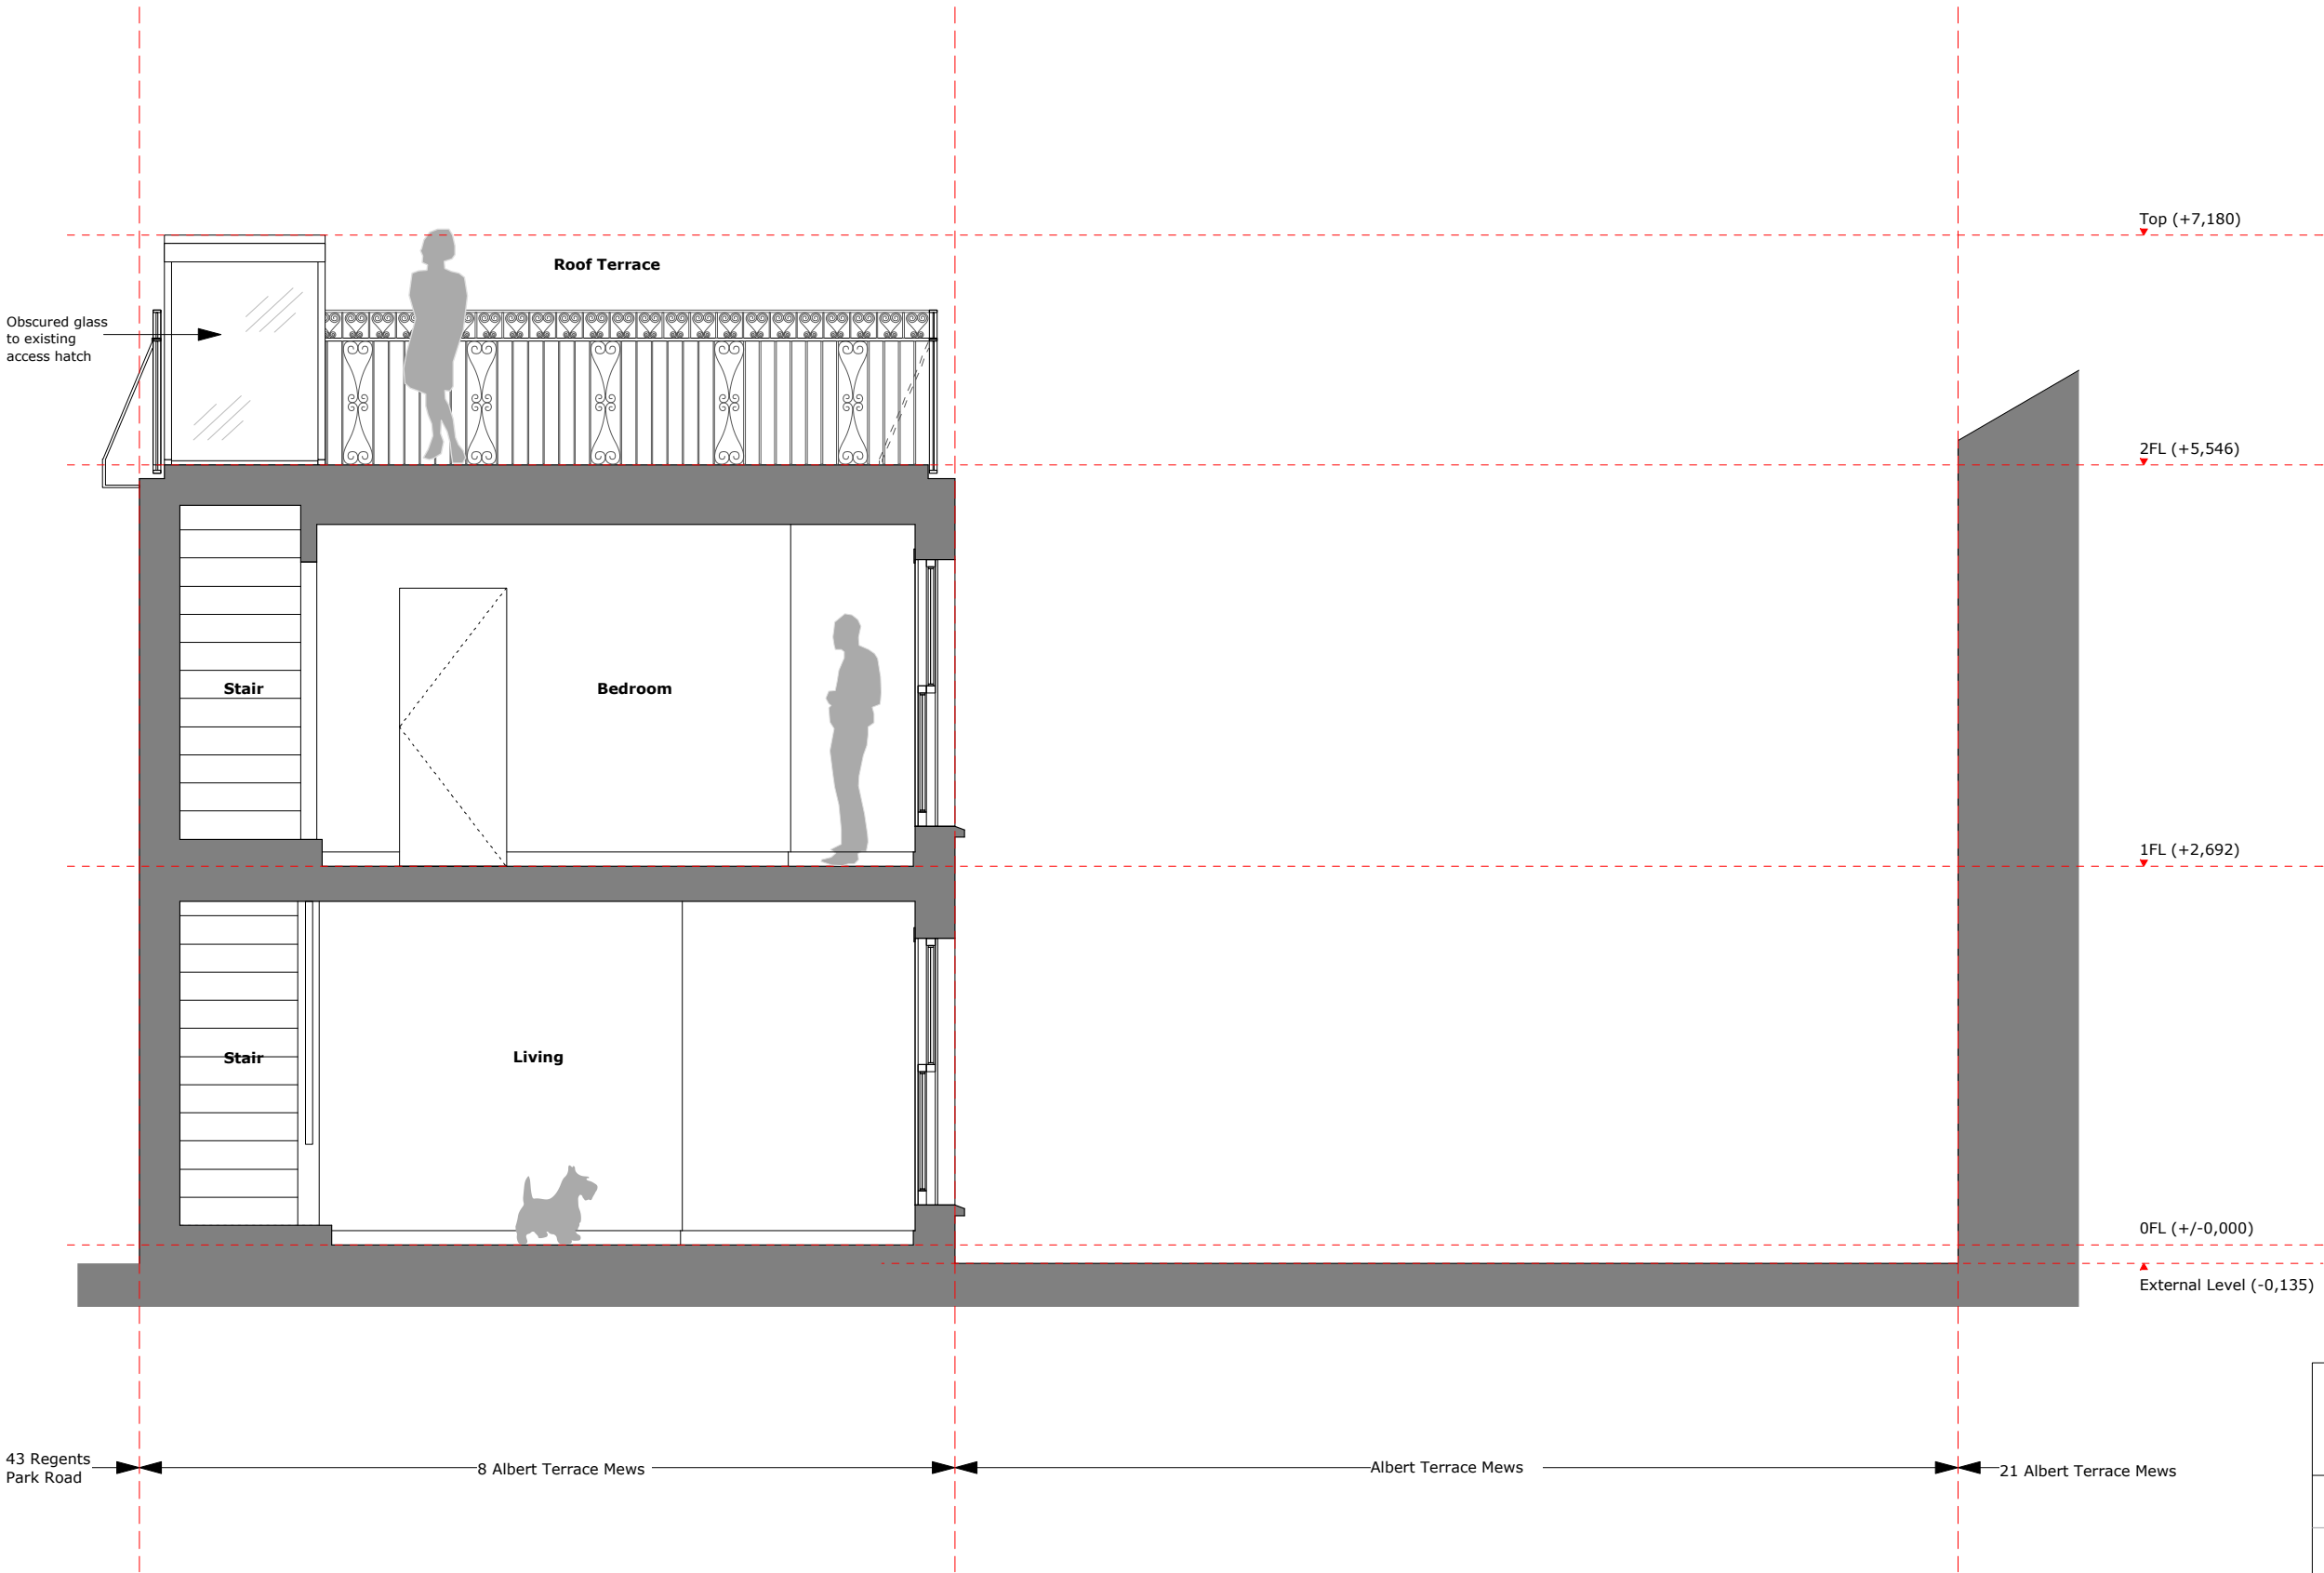 Top (+7,180)
Roof Terrace
Obscured glass
to existing
access hatch
2FL (+5,546)
Stair
Bedroom
1FL (+2,692)
Stair
Living
0FL (+/-0,000)
External Level (-0,135)
43 Regents
Park Road
8 Albert Terrace Mews
Albert Terrace Mews
21 Albert Terrace Mews